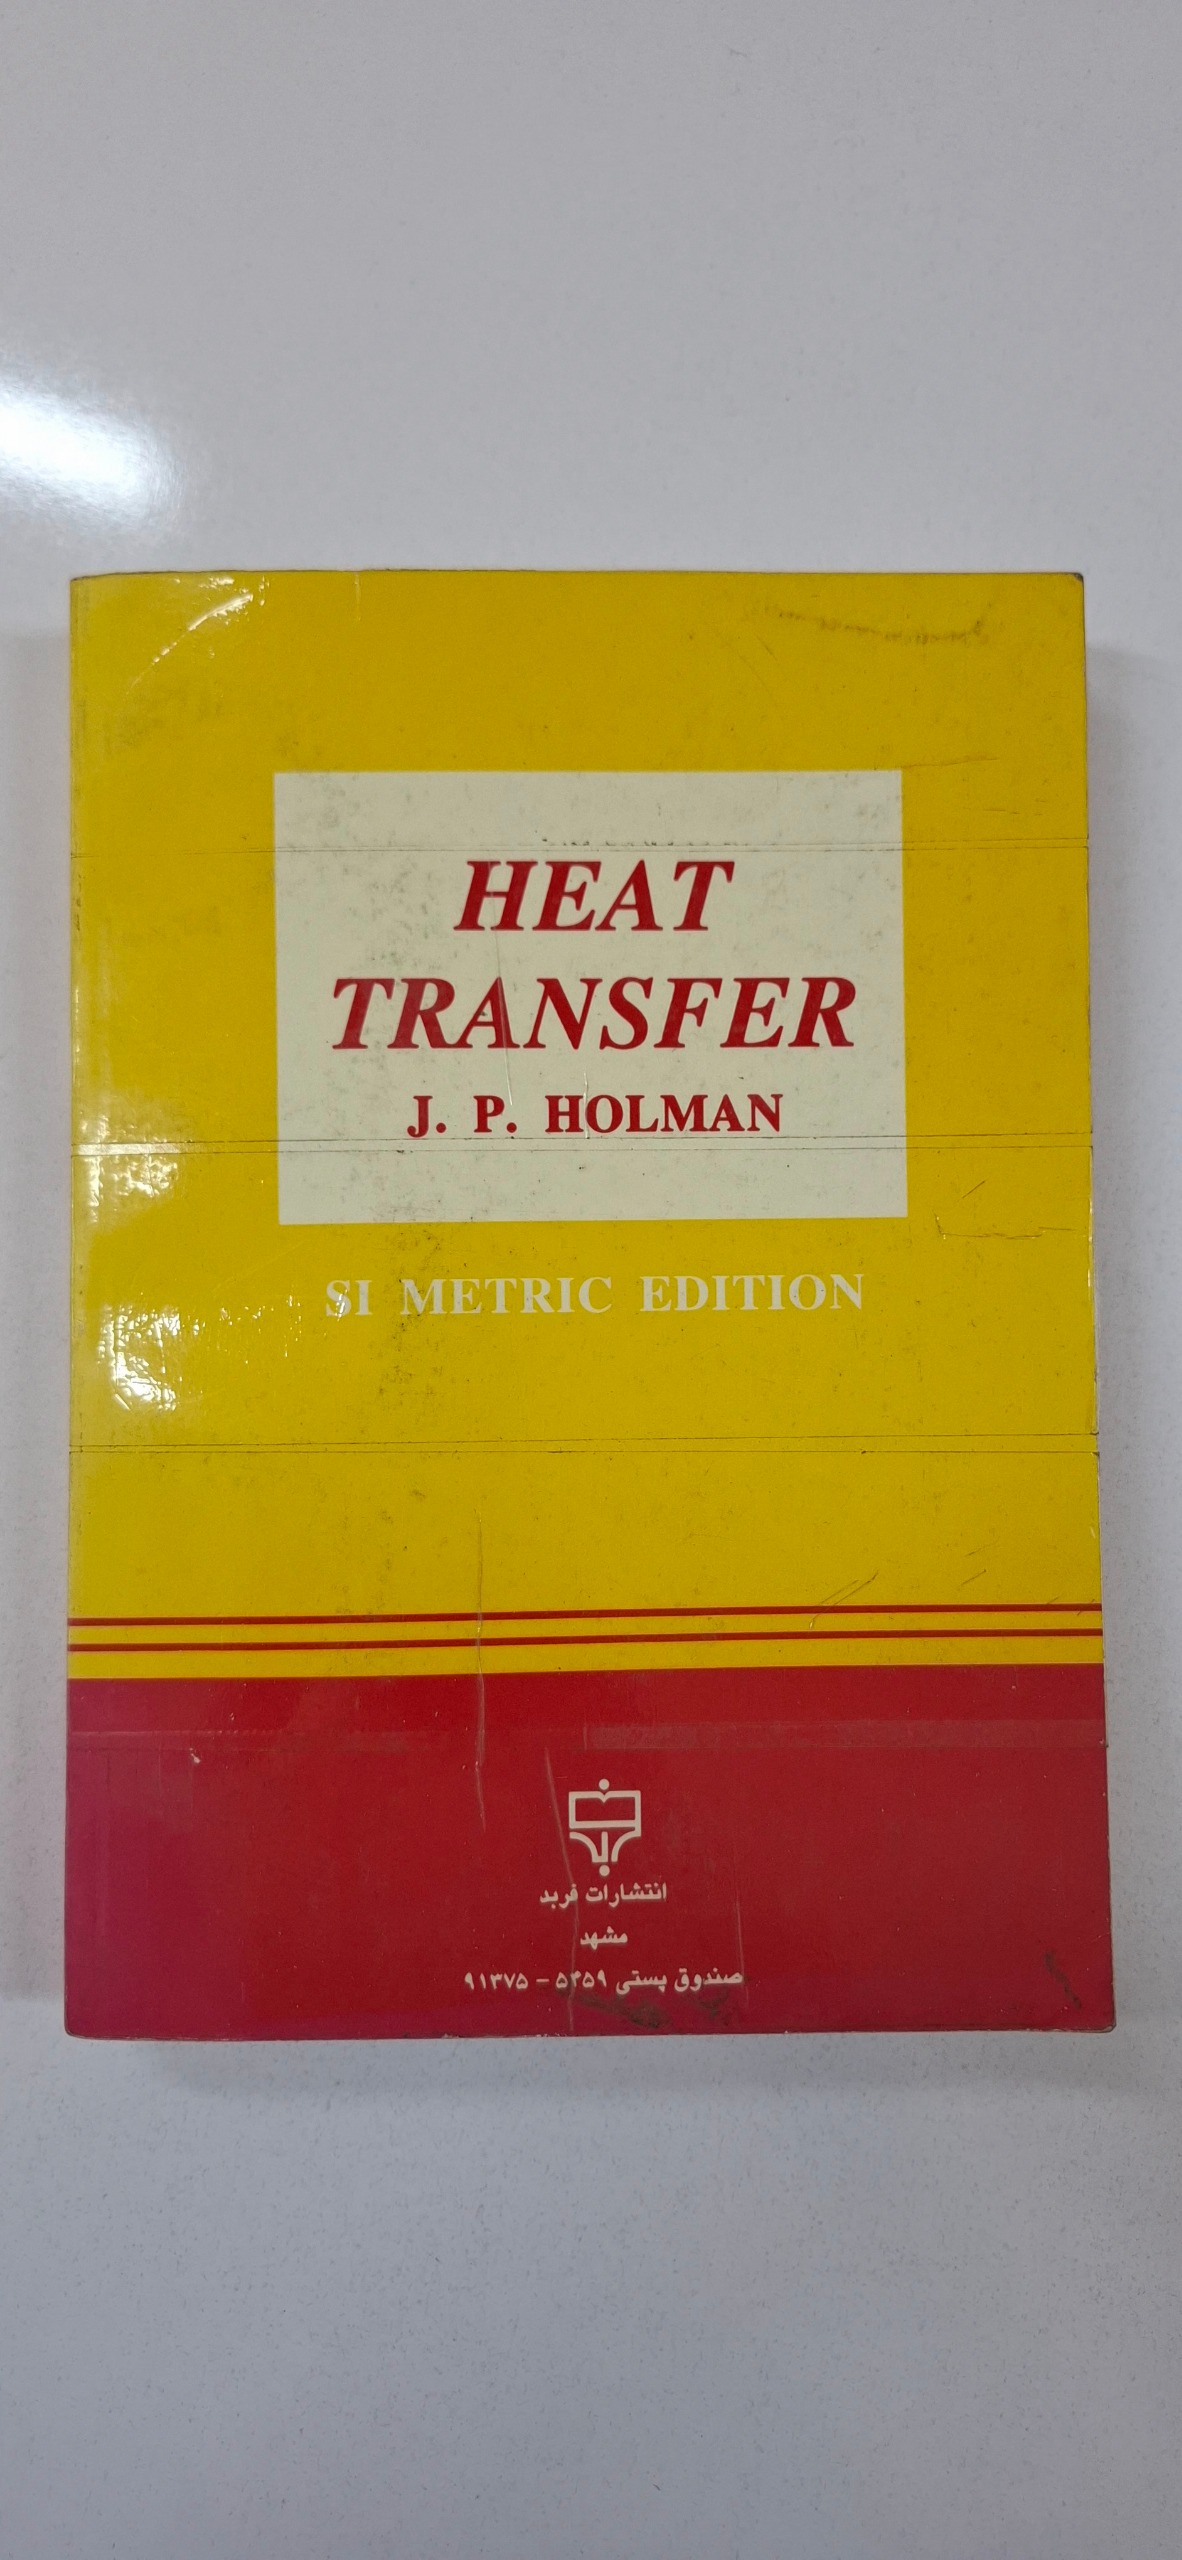 HEAT
TRANSFER
J. P. HOLMAN
SI METRIC EDITION
انتشارات فربد
مشهد
صندوق پستی ۵۴۵۹ – ۹۱۳۷۵